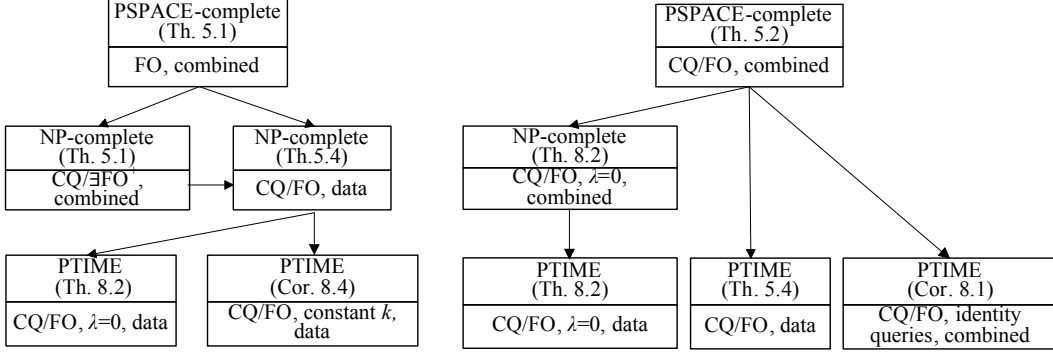 PSPACE-complete
(Th. 5.1)
FO, combined
NP-complete
(Th. 5.1)
CQ/∃FO⁺,
combined
NP-complete
(Th.5.4)
CQ/FO, data
PTIME
(Th. 8.2)
CQ/FO, λ=0, data
PTIME
(Cor. 8.4)
CQ/FO, constant k,
data
PSPACE-complete
(Th. 5.2)
CQ/FO, combined
NP-complete
(Th. 8.2)
CQ/FO, λ=0,
combined
PTIME
(Th. 8.2)
CQ/FO, λ=0, data
PTIME
(Th. 5.4)
CQ/FO, data
PTIME
(Cor. 8.1)
CQ/FO, identity
queries, combined